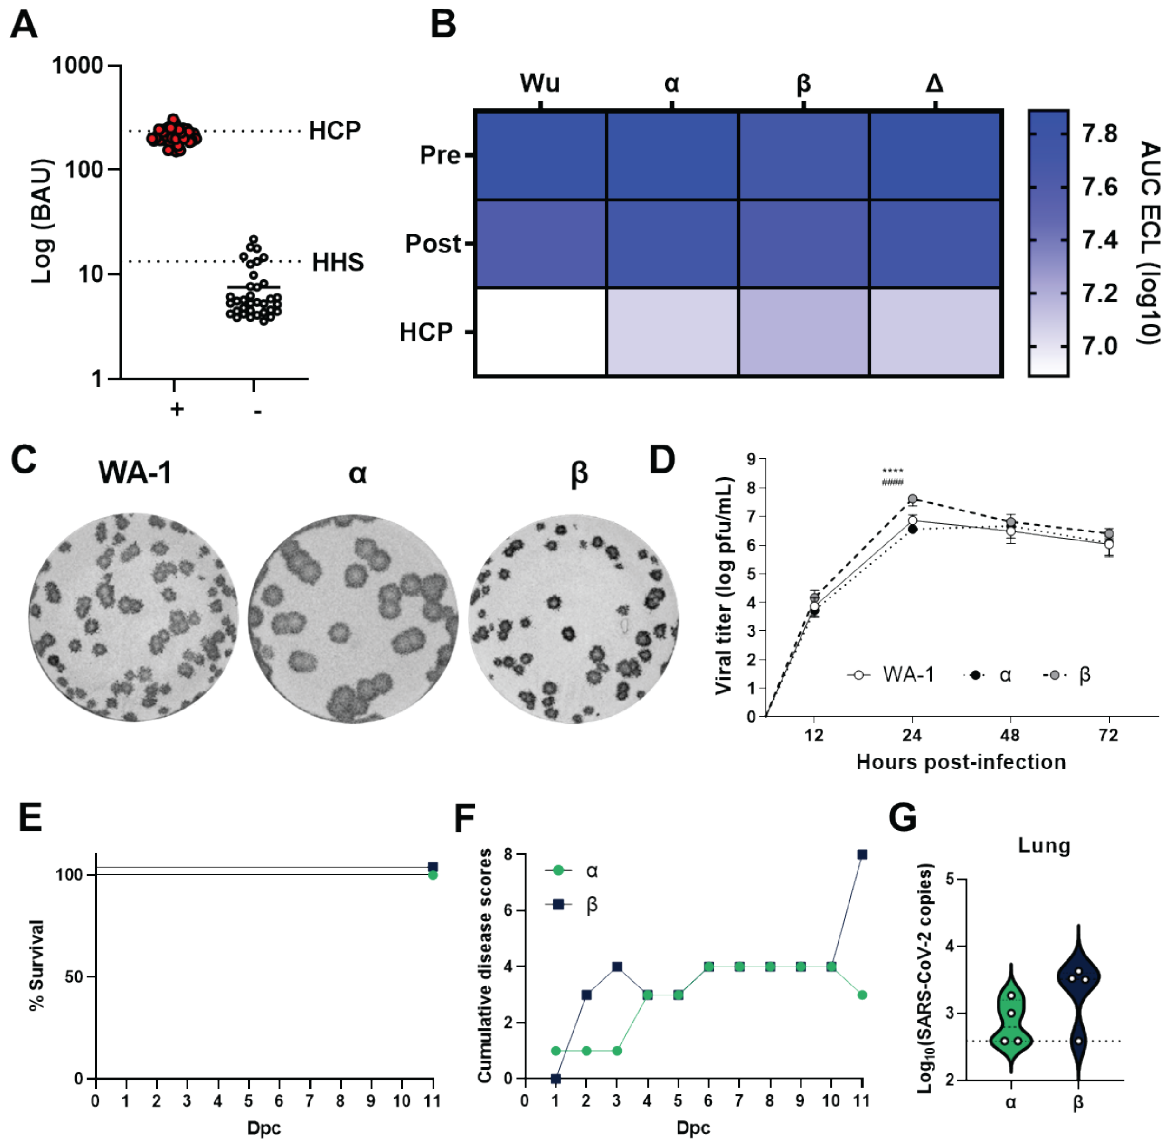 A
Log (BAU)
1000
100
10
1
HCP
HHS
+
-
B
Wu
α
β
Δ
Pre
Post
HCP
7.8
7.6
7.4
7.2
7.0
AUC ECL (log10)
C
WA-1
α
β
D
Viral titer (log pfu/mL)
9
8
7
6
5
4
3
2
1
0
****
####
WA-1
α
β
12
24
48
72
Hours post-infection
E
% Survival
100
50
0
0 1 2 3 4 5 6 7 8 9 10 11
Dpc
F
Cumulative disease scores
8
6
4
2
0
α
β
0 1 2 3 4 5 6 7 8 9 10 11
Dpc
G
Lung
Log₁₀(SARS-CoV-2 copies)
5
4
3
2
α
β